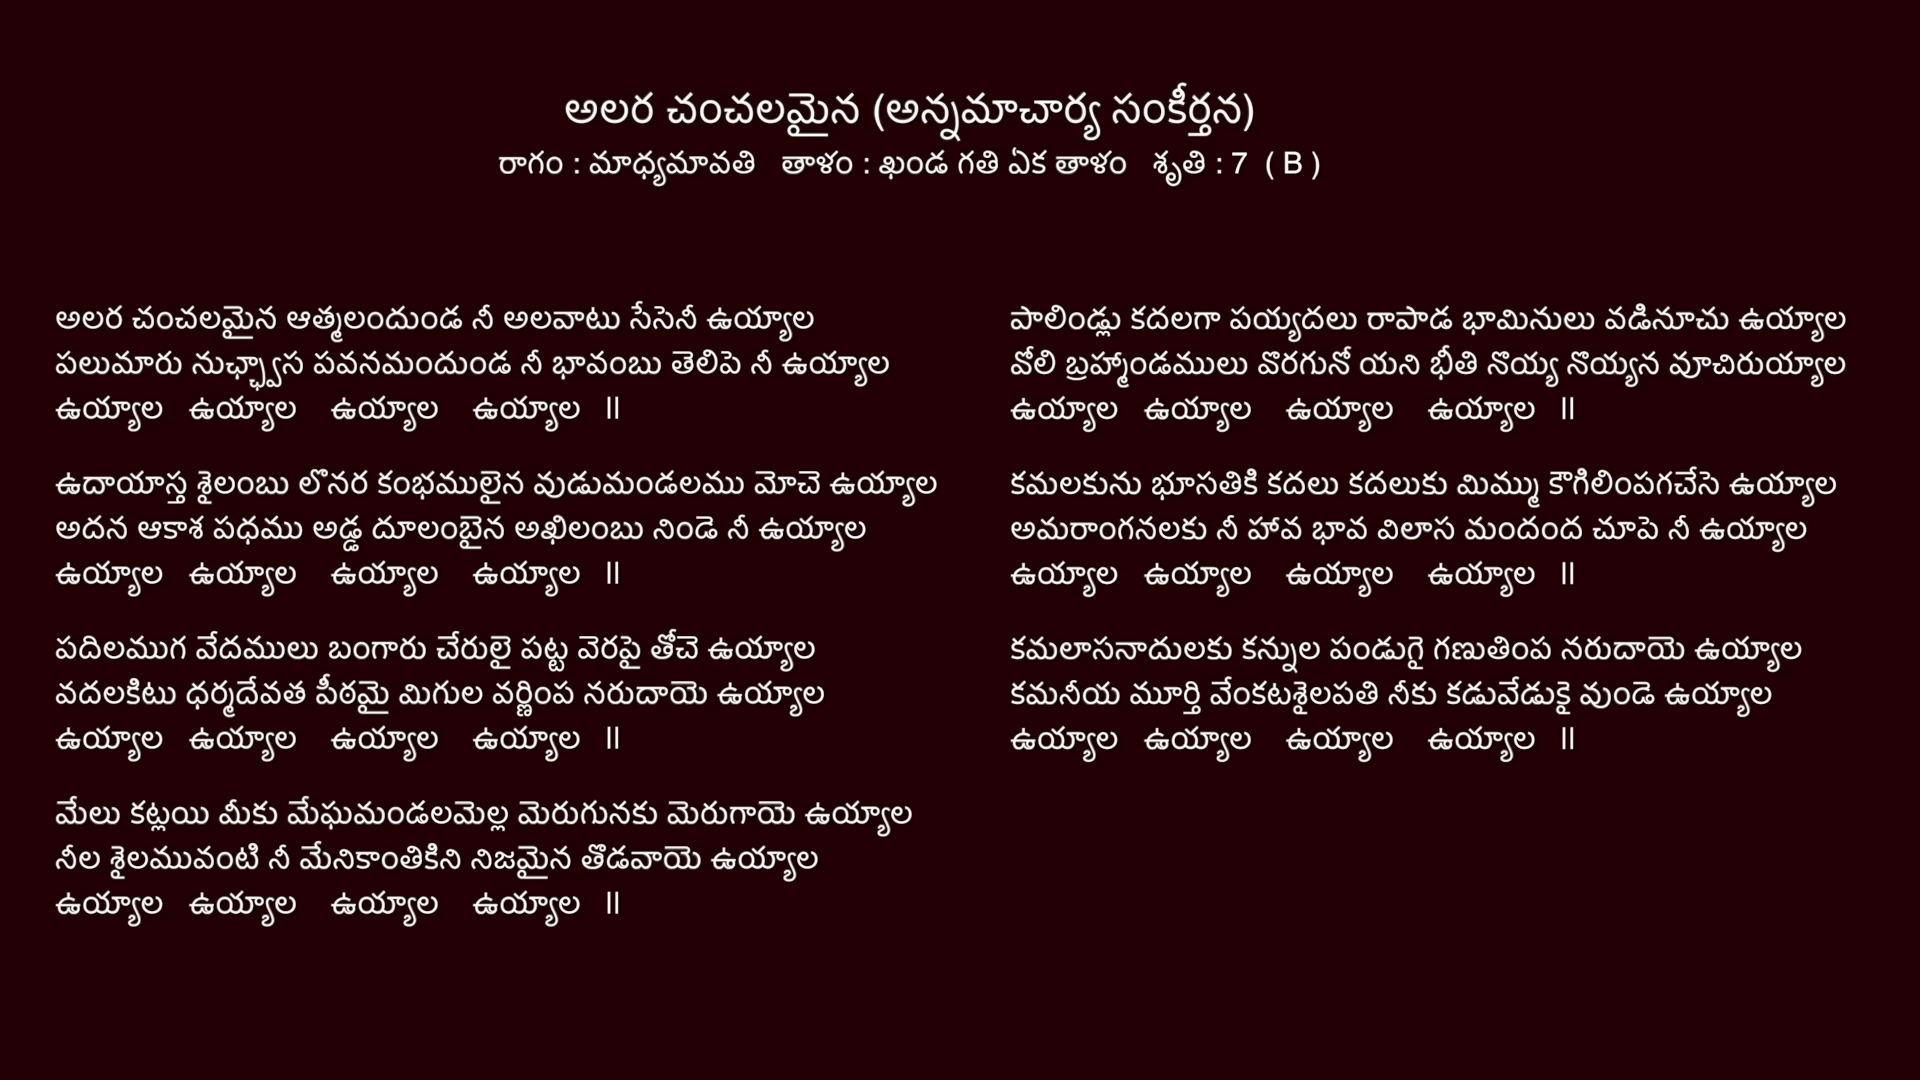 అలర చంచలమైన (అన్నమాచార్య సంకీర్తన)
రాగం : మాధ్యమావతి తాళం : ఖండ గతి ఏక తాళం శృతి : 7 ( B )
అలర చంచలమైన ఆత్మలందుండ నీ అలవాటు సేసెనీ ఉయ్యాల
పలుమారు నుఛ్ఛ్వాస పవనమందుండ నీ భావంబు తెలిపె నీ ఉయ్యాల
ఉయ్యాల ఉయ్యాల ఉయ్యాల ఉయ్యాల ॥
ఉదాయాస్త శైలంబు లొనర కంభములైన వుడుమండలము మోచె ఉయ్యాల
అదన ఆకాశ పధము అడ్డ దూలంబైన అఖిలంబు నిండె నీ ఉయ్యాల
ఉయ్యాల ఉయ్యాల ఉయ్యాల ఉయ్యాల ॥
పదిలముగ వేదములు బంగారు చేరులై పట్ట వెరపై తోచె ఉయ్యాల
వదలకిటు ధర్మదేవత పీఠమై మిగుల వర్ణింప నరుదాయె ఉయ్యాల
ఉయ్యాల ఉయ్యాల ఉయ్యాల ఉయ్యాల ॥
మేలు కట్లయి మీకు మేఘమండలమెల్ల మెరుగునకు మెరుగాయె ఉయ్యాల
నీల శైలమువంటి నీ మేనికాంతికిని నిజమైన తొడవాయె ఉయ్యాల
ఉయ్యాల ఉయ్యాల ఉయ్యాల ఉయ్యాల ॥
పాలిండ్లు కదలగా పయ్యదలు రాపాడ భామినులు వడినూచు ఉయ్యాల
వోలి బ్రహ్మాండములు వొరగునో యని భీతి నొయ్య నొయ్యన వూచిరుయ్యాల
ఉయ్యాల ఉయ్యాల ఉయ్యాల ఉయ్యాల ॥
కమలకును భూసతికి కదలు కదలుకు మిమ్ము కౌగిలింపగచేసె ఉయ్యాల
అమరాంగనలకు నీ హావ భావ విలాస మందంద చూపె నీ ఉయ్యాల
ఉయ్యాల ఉయ్యాల ఉయ్యాల ఉయ్యాల ॥
కమలాసనాదులకు కన్నుల పండుగై గణుతింప నరుదాయె ఉయ్యాల
కమనీయ మూర్తి వేంకటశైలపతి నీకు కడువేడుకై వుండె ఉయ్యాల
ఉయ్యాల ఉయ్యాల ఉయ్యాల ఉయ్యాల ॥